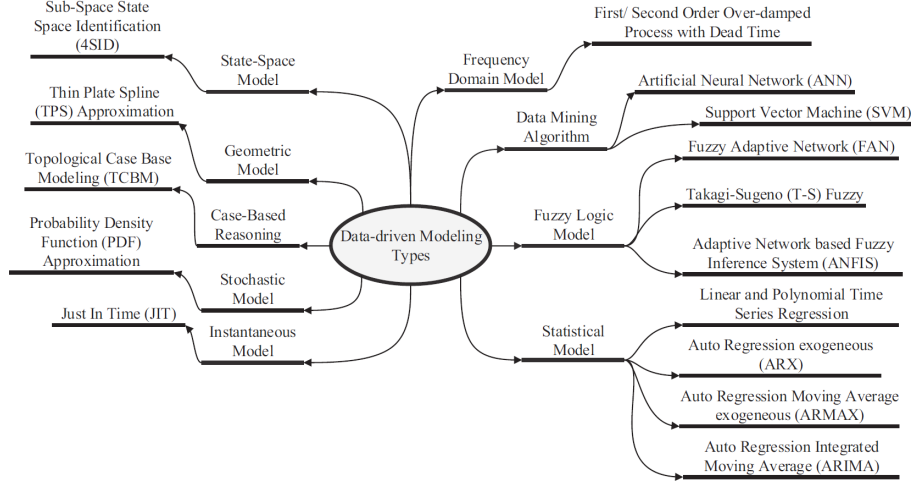 Sub-Space State
Space Identification
(4SID)
State-Space
Model
Thin Plate Spline
(TPS) Approximation
Geometric
Model
Topological Case Base
Modeling (TCBM)
Case-Based
Reasoning
Probability Density
Function (PDF)
Approximation
Stochastic
Model
Just In Time (JIT)
Instantaneous
Model
Data-driven Modeling
Types
First/ Second Order Over-damped
Process with Dead Time
Frequency
Domain Model
Artificial Neural Network (ANN)
Data Mining
Algorithm
Support Vector Machine (SVM)
Fuzzy Adaptive Network (FAN)
Takagi-Sugeno (T-S) Fuzzy
Fuzzy Logic
Model
Adaptive Network based Fuzzy
Inference System (ANFIS)
Linear and Polynomial Time
Series Regression
Statistical
Model
Auto Regression exogeneous
(ARX)
Auto Regression Moving Average
exogeneous (ARMAX)
Auto Regression Integrated
Moving Average (ARIMA)